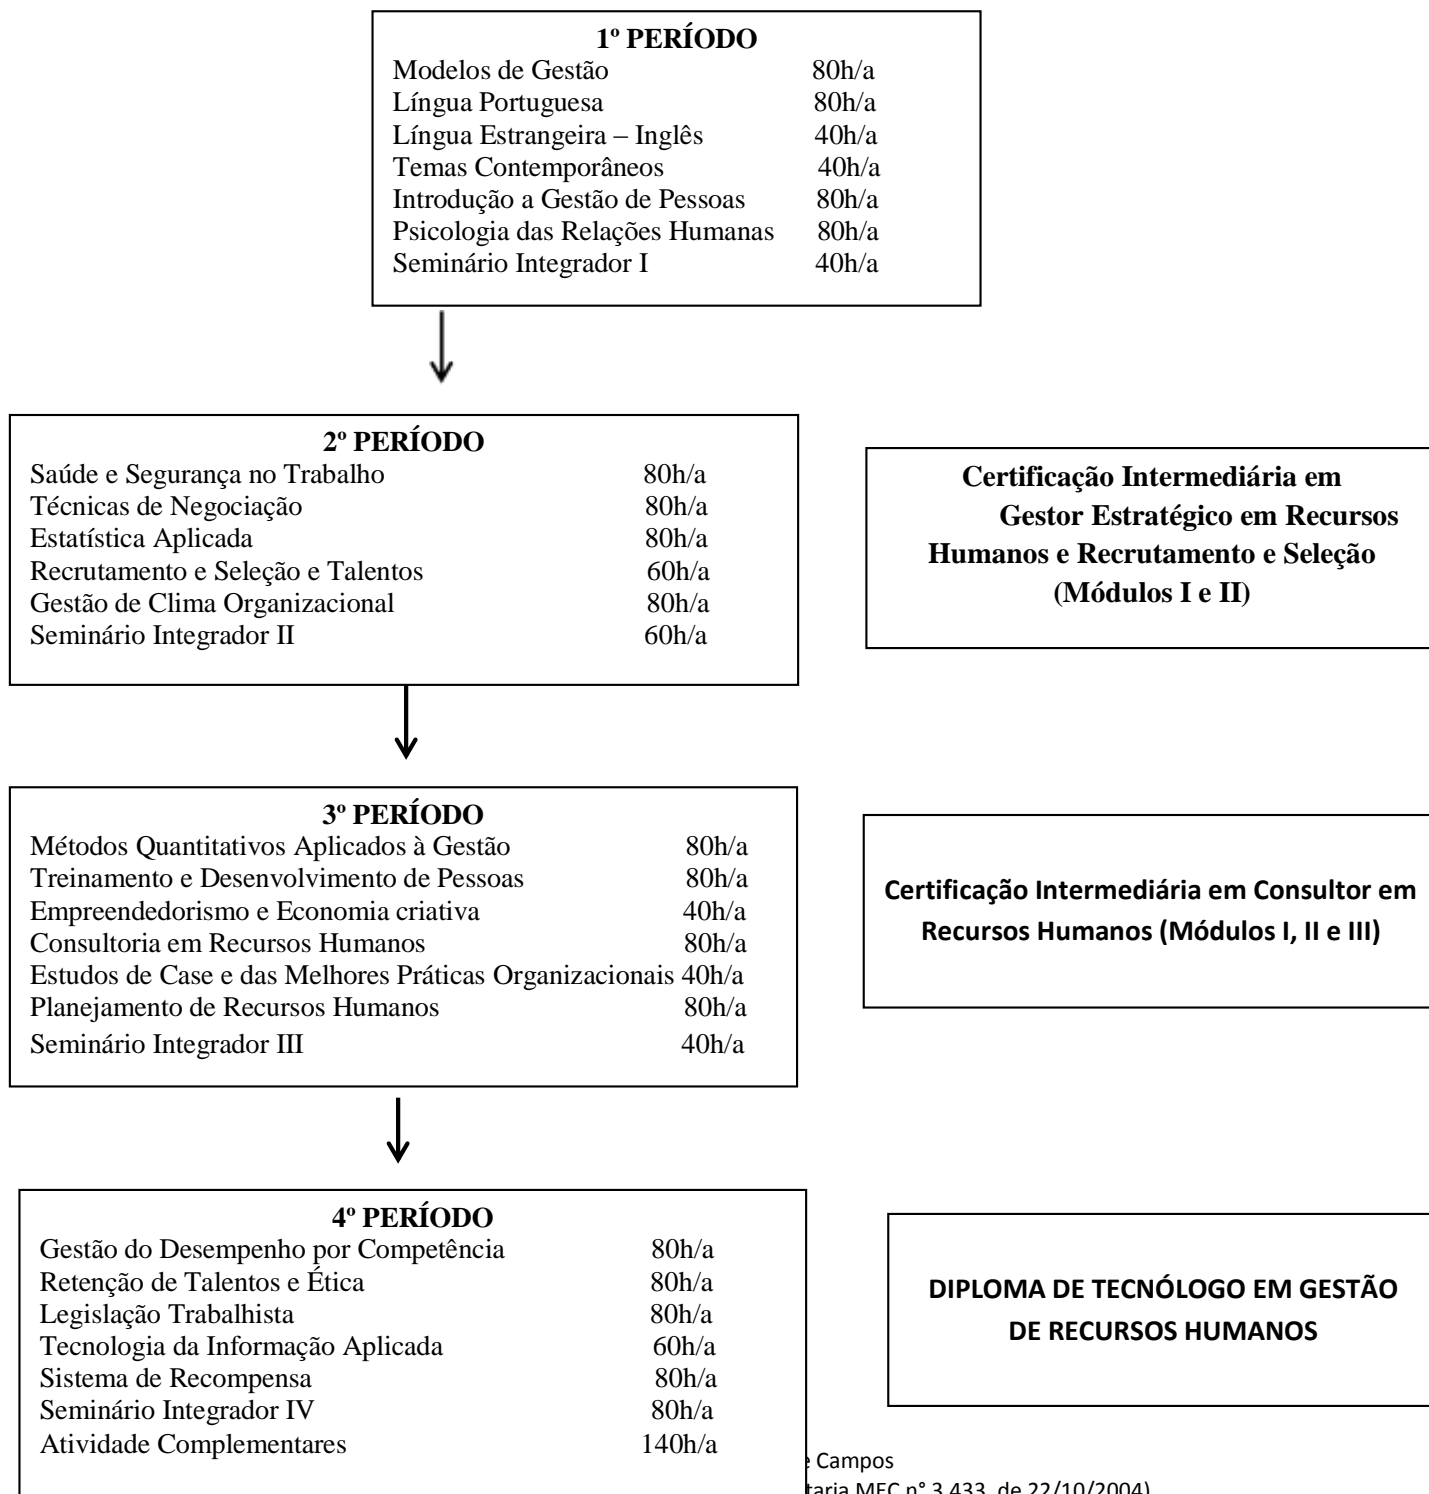 1º PERÍODO
Modelos de Gestão 80h/a
Língua Portuguesa 80h/a
Língua Estrangeira – Inglês 40h/a
Temas Contemporâneos 40h/a
Introdução a Gestão de Pessoas 80h/a
Psicologia das Relações Humanas 80h/a
Seminário Integrador I 40h/a
2º PERÍODO
Saúde e Segurança no Trabalho 80h/a
Técnicas de Negociação 80h/a
Estatística Aplicada 80h/a
Recrutamento e Seleção e Talentos 60h/a
Gestão de Clima Organizacional 80h/a
Seminário Integrador II 60h/a
Certificação Intermediária em
Gestor Estratégico em Recursos
Humanos e Recrutamento e Seleção
(Módulos I e II)
3º PERÍODO
Métodos Quantitativos Aplicados à Gestão 80h/a
Treinamento e Desenvolvimento de Pessoas 80h/a
Empreendedorismo e Economia criativa 40h/a
Consultoria em Recursos Humanos 80h/a
Estudos de Case e das Melhores Práticas Organizacionais 40h/a
Planejamento de Recursos Humanos 80h/a
Seminário Integrador III 40h/a
Certificação Intermediária em Consultor em
Recursos Humanos (Módulos I, II e III)
4º PERÍODO
Gestão do Desempenho por Competência 80h/a
Retenção de Talentos e Ética 80h/a
Legislação Trabalhista 80h/a
Tecnologia da Informação Aplicada 60h/a
Sistema de Recompensa 80h/a
Seminário Integrador IV 80h/a
Atividade Complementares 140h/a
DIPLOMA DE TECNÓLOGO EM GESTÃO
DE RECURSOS HUMANOS
Campos
MEC n° 3.433, de 22/10/2004)